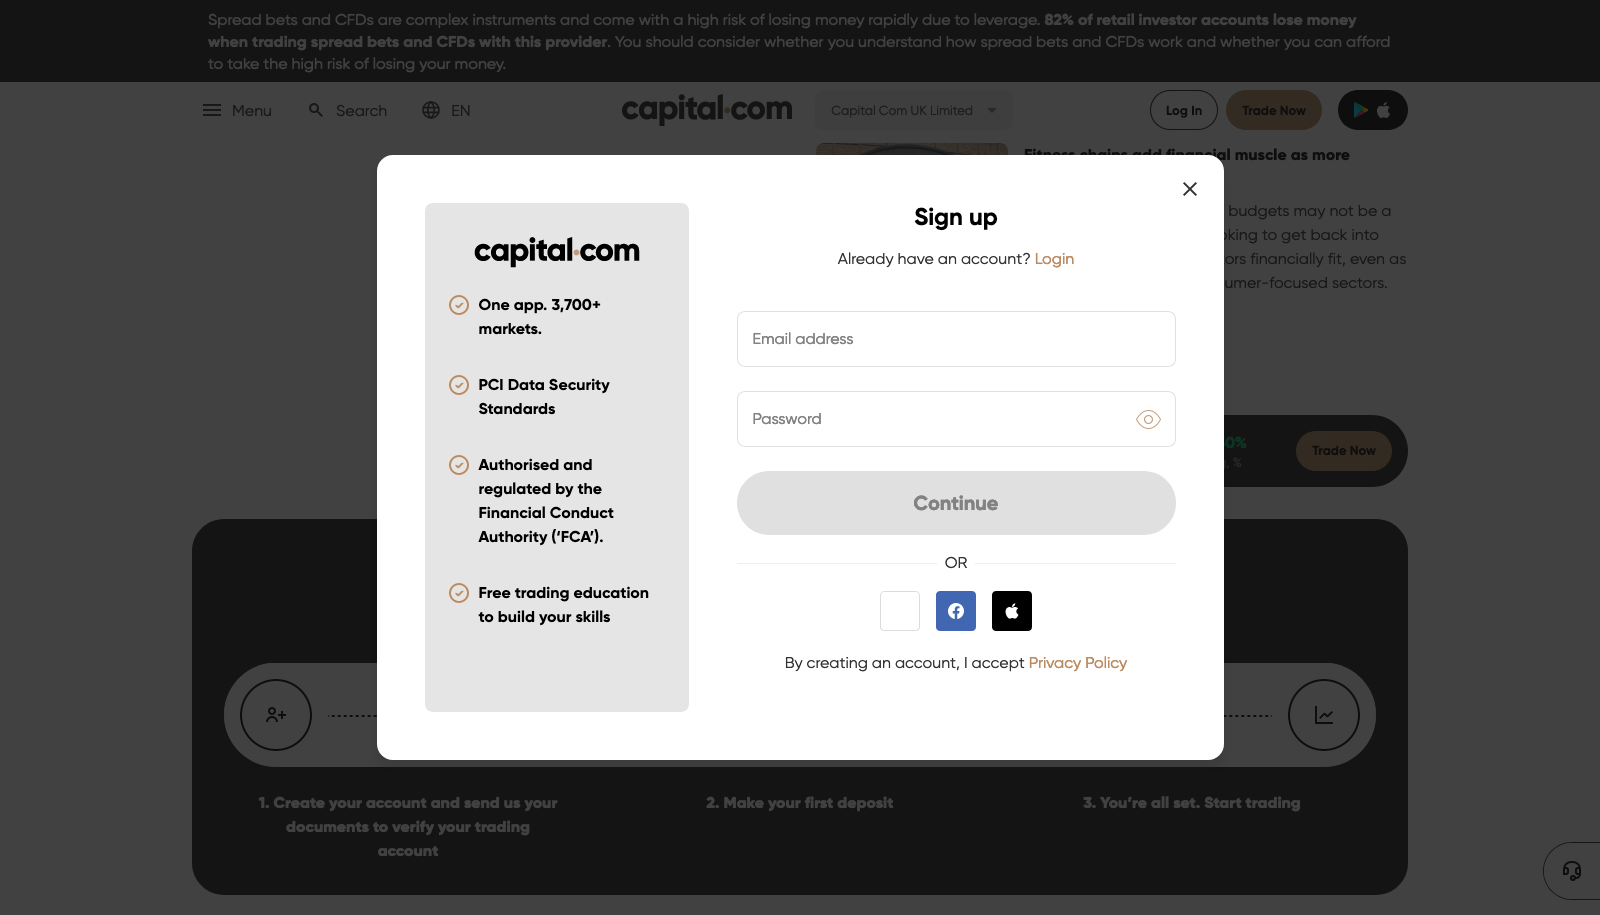 Spread bets and CFDs are complex instruments and come with a high risk of losing money rapidly due to leverage. 82% of retail investor accounts lose money
when trading spread bets and CFDs with this provider. You should consider whether you understand how spread bets and CFDs work and whether you can afford
to take the high risk of losing your money.
Menu
Search
EN
capital.com
Capital Com UK Limited
Log In
Trade Now
Fitness chains add financial muscle as more
budgets may not be a
to get back into
financially fit, even as
-focused sectors.
0%
, %
Trade Now
Sign up
Already have an account? Login
capital.com
One app. 3,700+
markets.
PCI Data Security
Standards
Authorised and
regulated by the
Financial Conduct
Authority (‘FCA’).
Free trading education
to build your skills
Email address
Password
Continue
OR
By creating an account, I accept Privacy Policy
1. Create your account and send us your
documents to verify your trading
account
2. Make your first deposit
3. You’re all set. Start trading